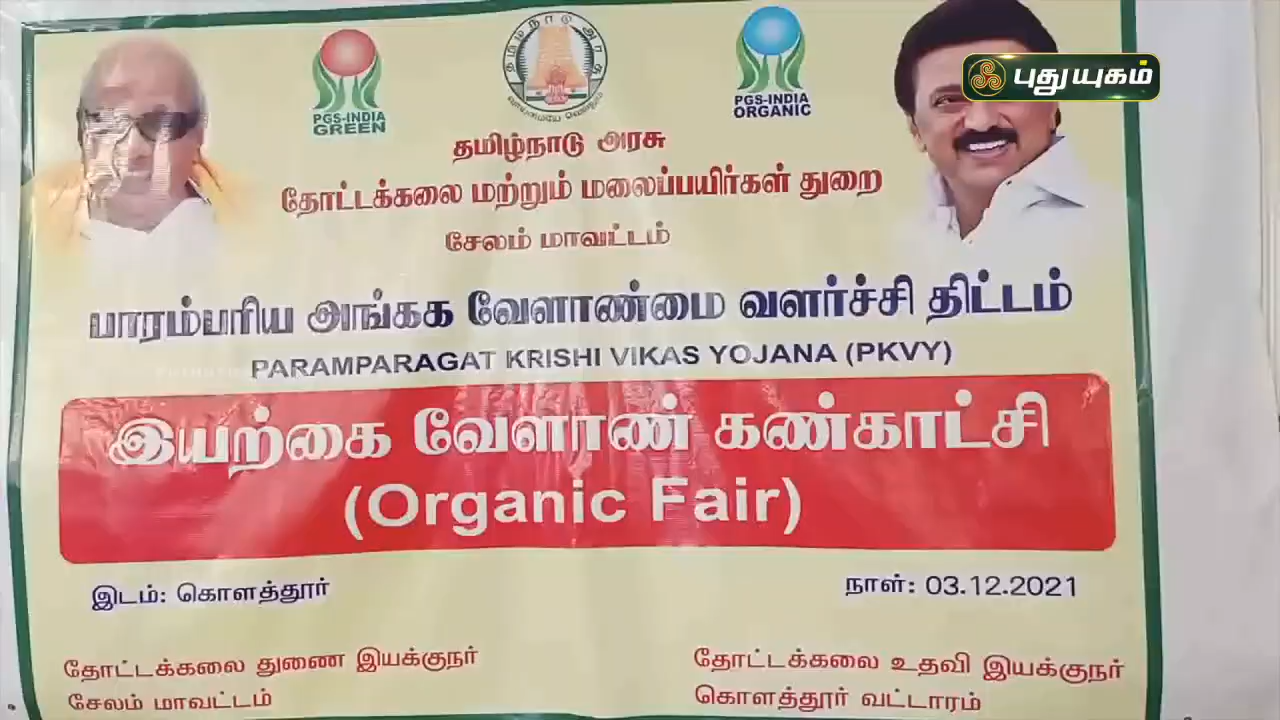 புதுயுகம்
PGS-INDIA
GREEN
தமிழ்நாடு அரசு
வாய்மையே வெல்லும்
PGS-INDIA
ORGANIC
தமிழ்நாடு அரசு
தோட்டக்கலை மற்றும் மலைப்பயிர்கள் துறை
சேலம் மாவட்டம்
பாரம்பரிய அங்கக வேளாண்மை வளர்ச்சி திட்டம்
PARAMPARAGAT KRISHI VIKAS YOJANA (PKVY)
இயற்கை வேளாண் கண்காட்சி
(Organic Fair)
இடம்: கொளத்தூர்
நாள்: 03.12.2021
தோட்டக்கலை துணை இயக்குநர்
சேலம் மாவட்டம்
தோட்டக்கலை உதவி இயக்குநர்
கொளத்தூர் வட்டாரம்